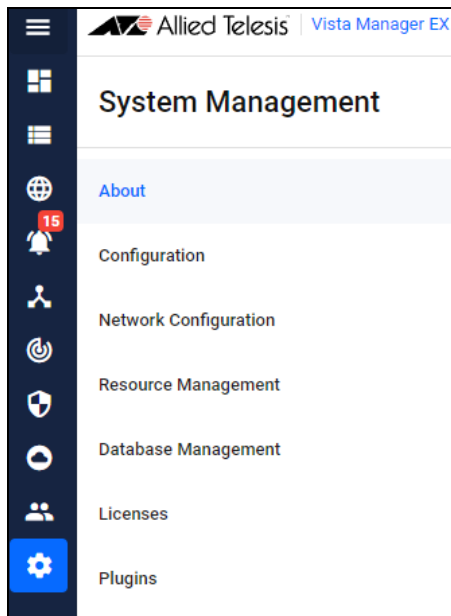 Allied Telesis Vista Manager EX
System Management
About
15
Configuration
Network Configuration
Resource Management
Database Management
Licenses
Plugins